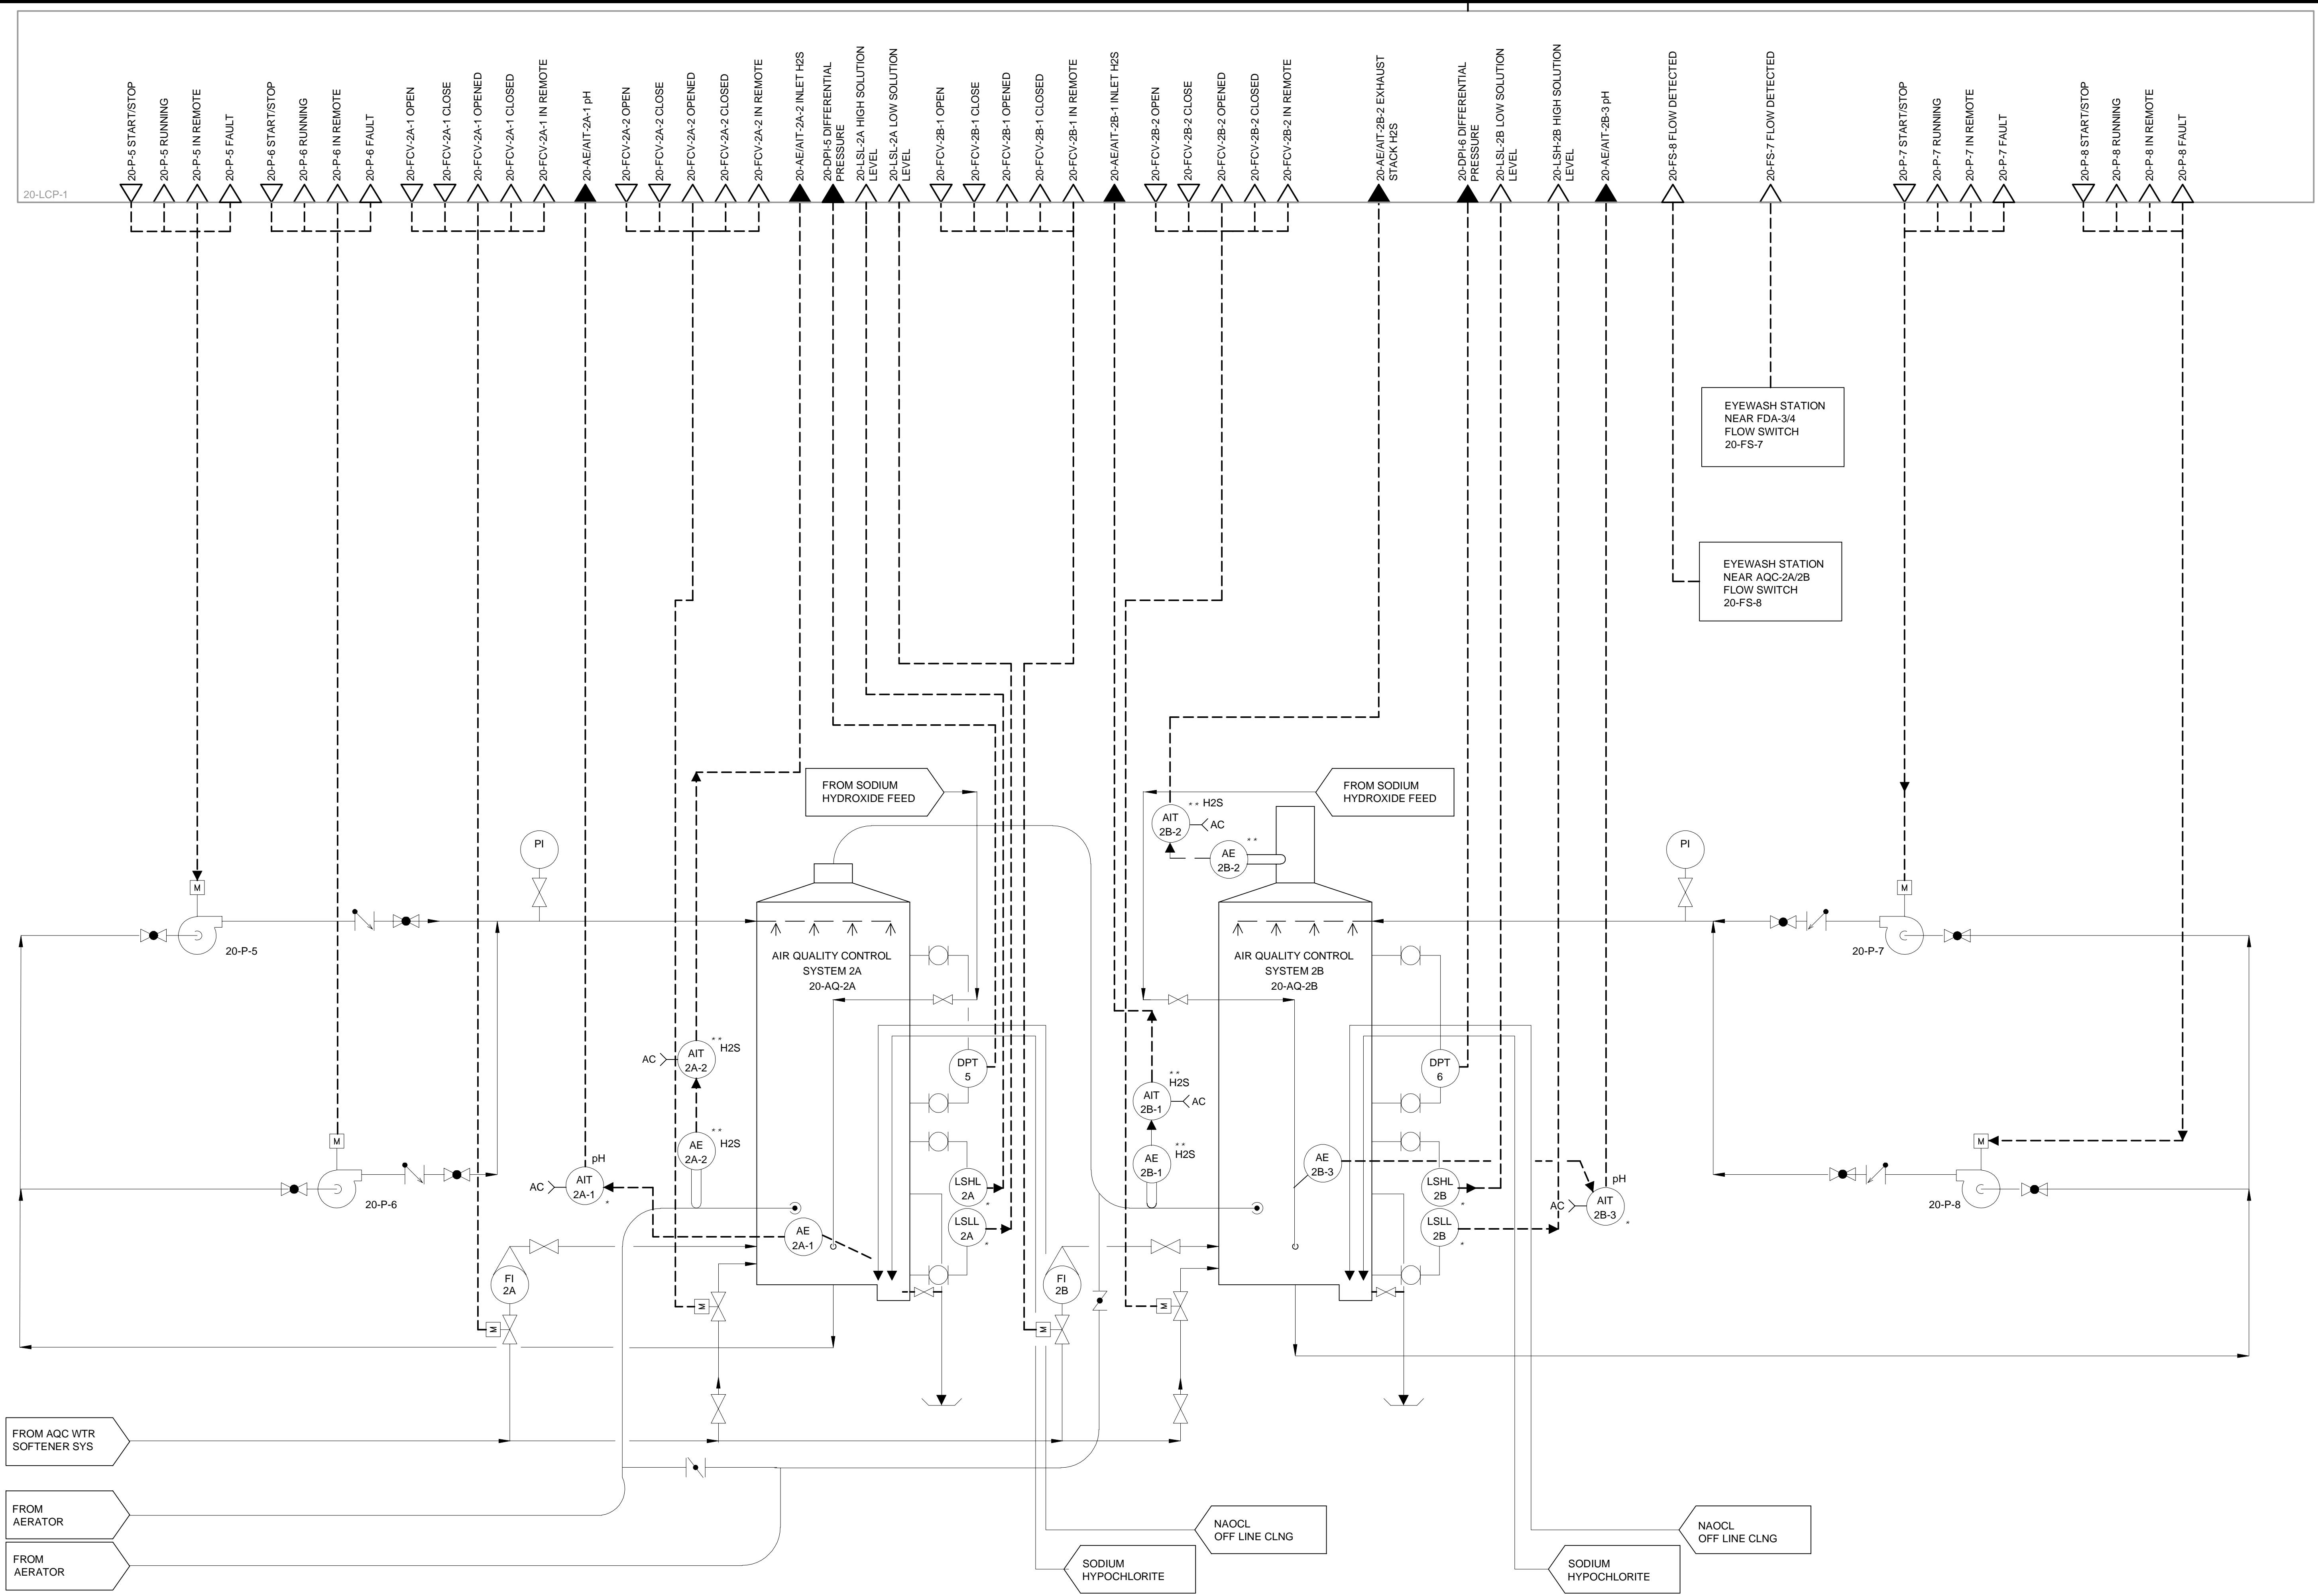 20-P-5 START/STOP
20-P-5 RUNNING
20-P-5 IN REMOTE
20-P-5 FAULT
20-P-6 START/STOP
20-P-6 RUNNING
20-P-6 IN REMOTE
20-P-6 FAULT
20-FCV-2A-1 OPEN
20-FCV-2A-1 CLOSE
20-FCV-2A-1 OPENED
20-FCV-2A-1 CLOSED
20-FCV-2A-1 IN REMOTE
20-AE/AIT-2A-1 pH
20-FCV-2A-2 OPEN
20-FCV-2A-2 CLOSE
20-FCV-2A-2 OPENED
20-FCV-2A-2 CLOSED
20-FCV-2A-2 IN REMOTE
20-AE/AIT-2A-2 INLET H2S
20-DPI-5 DIFFERENTIAL
PRESSURE
20-LSL-2A HIGH SOLUTION
LEVEL
20-LSL-2A LOW SOLUTION
LEVEL
20-FCV-2B-1 OPEN
20-FCV-2B-1 CLOSE
20-FCV-2B-1 OPENED
20-FCV-2B-1 CLOSED
20-FCV-2B-1 IN REMOTE
20-AE/AIT-2B-1 INLET H2S
20-FCV-2B-2 OPEN
20-FCV-2B-2 CLOSE
20-FCV-2B-2 OPENED
20-FCV-2B-2 CLOSED
20-FCV-2B-2 IN REMOTE
20-AE/AIT-2B-2 EXHAUST
STACK H2S
20-DPI-6 DIFFERENTIAL
PRESSURE
20-LSL-2B LOW SOLUTION
LEVEL
20-LSH-2B HIGH SOLUTION
LEVEL
20-AE/AIT-2B-3 pH
20-FS-8 FLOW DETECTED
20-FS-7 FLOW DETECTED
20-P-7 START/STOP
20-P-7 RUNNING
20-P-7 IN REMOTE
20-P-7 FAULT
20-P-8 START/STOP
20-P-8 RUNNING
20-P-8 IN REMOTE
20-P-8 FAULT
20-LCP-1
EYEWASH STATION
NEAR FDA-3/4
FLOW SWITCH
20-FS-7
EYEWASH STATION
NEAR AQC-2A/2B
FLOW SWITCH
20-FS-8
FROM SODIUM
HYDROXIDE FEED
FROM SODIUM
HYDROXIDE FEED
AIT
2B-2
** H2S
AC
AE
2B-2
**
PI
PI
M
M
20-P-5
20-P-7
AIR QUALITY CONTROL
SYSTEM 2A
20-AQ-2A
AIR QUALITY CONTROL
SYSTEM 2B
20-AQ-2B
AC
AIT
2A-2
**
H2S
DPT
5
DPT
6
AIT
2B-1
**
H2S
AC
AE
2A-2
**
H2S
AE
2B-1
**
H2S
M
20-P-6
M
20-P-8
AC
AIT
2A-1
pH
*
AE
2A-1
LSHL
2A
*
LSLL
2A
*
AE
2B-3
LSHL
2B
*
LSLL
2B
*
AC
AIT
2B-3
pH
*
FI
2A
FI
2B
M
M
M
M
FROM AQC WTR
SOFTENER SYS
FROM
AERATOR
FROM
AERATOR
NAOCL
OFF LINE CLNG
SODIUM
HYPOCHLORITE
NAOCL
OFF LINE CLNG
SODIUM
HYPOCHLORITE